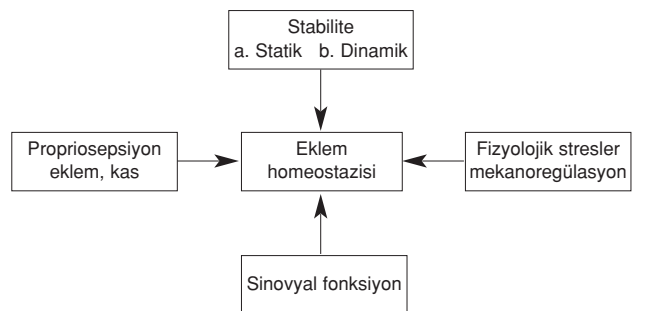 Stabilite
a. Statik b. Dinamik
Propriosepsiyon
eklem, kas
Eklem
homeostazisi
Fizyolojik stresler
mekanoregülasyon
Sinovyal fonksiyon